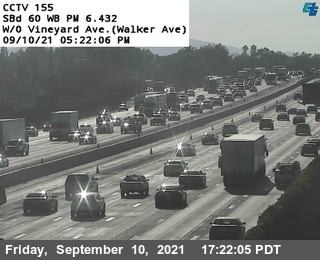 CCTV 155
SBd 60 WB PM 6.432
W/O Vineyard Ave.(Walker Ave)
09/10/21 05:22:06 PM
Friday, September 10, 2021 17:22:05 PDT